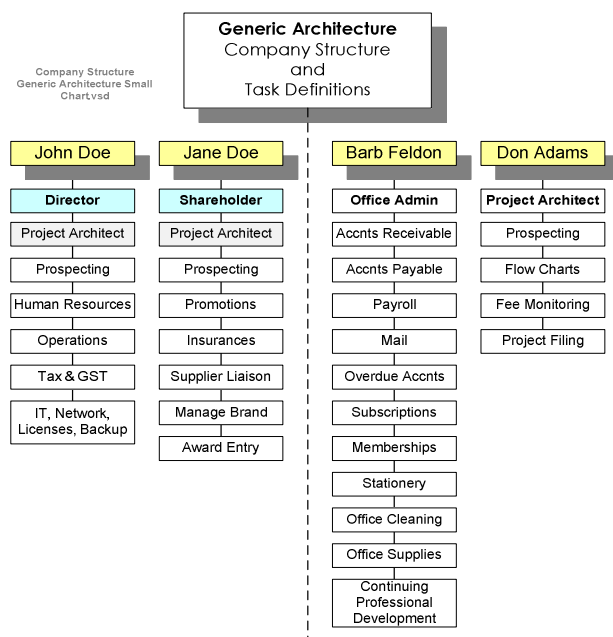 Generic Architecture
Company Structure
and
Task Definitions
Company Structure
Generic Architecture Small
Chart.vsd
John Doe
Director
Project Architect
Prospecting
Human Resources
Operations
Tax & GST
IT, Network,
Licenses, Backup
Jane Doe
Shareholder
Project Architect
Prospecting
Promotions
Insurances
Supplier Liaison
Manage Brand
Award Entry
Barb Feldon
Office Admin
Accnts Receivable
Accnts Payable
Payroll
Mail
Overdue Accnts
Subscriptions
Memberships
Stationery
Office Cleaning
Office Supplies
Continuing
Professional
Development
Don Adams
Project Architect
Prospecting
Flow Charts
Fee Monitoring
Project Filing